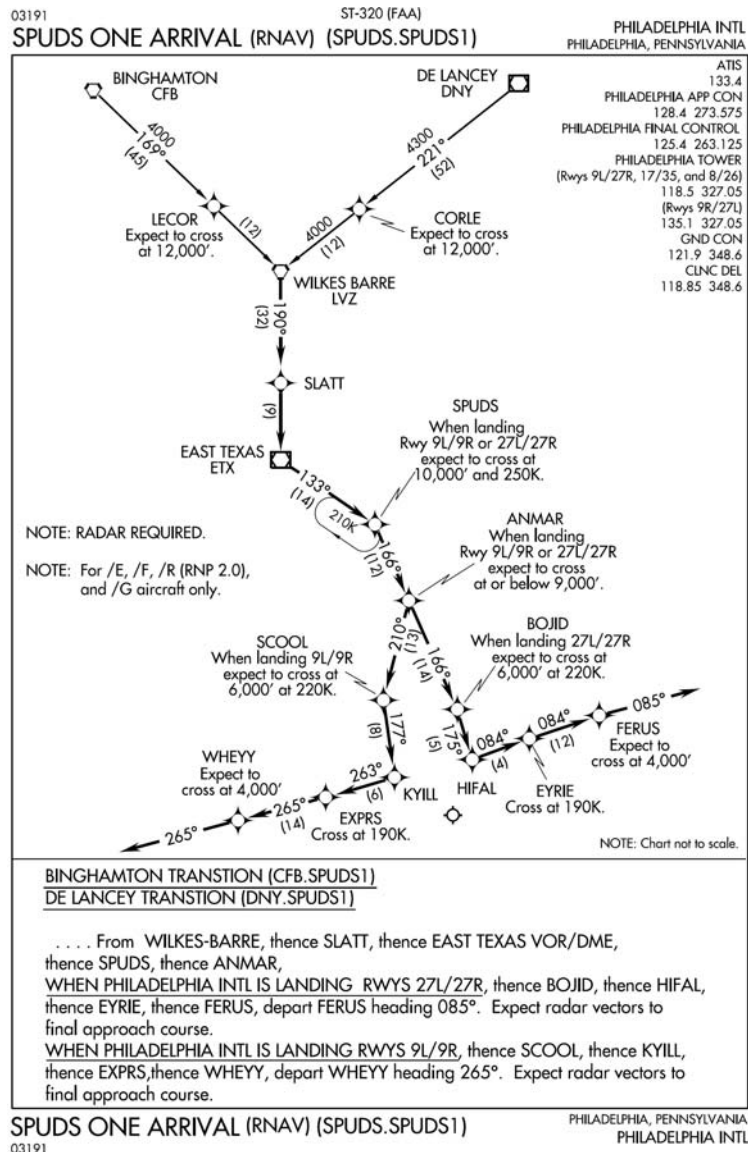 03191
ST-320 (FAA)
SPUDS ONE ARRIVAL (RNAV) (SPUDS.SPUDS1)
PHILADELPHIA INTL
PHILADELPHIA, PENNSYLVANIA
ATIS
133.4
PHILADELPHIA APP CON
128.4 273.575
PHILADELPHIA FINAL CONTROL
125.4 263.125
PHILADELPHIA TOWER
(Rwys 9L/27R, 17/35, and 8/26)
118.5 327.05
(Rwys 9R/27L)
135.1 327.05
GND CON
121.9 348.6
CLNC DEL
118.85 348.6
BINGHAMTON
CFB
DE LANCEY
DNY
4000
169°
(45)
4300
221°
(52)
LECOR
Expect to cross
at 12,000'.
(12)
4000
(12)
CORLE
Expect to cross
at 12,000'.
WILKES BARRE
LVZ
190°
(32)
SLATT
(9)
EAST TEXAS
ETX
133°
(14)
210K
SPUDS
When landing
Rwy 9L/9R or 27L/27R
expect to cross at
10,000' and 250K.
NOTE: RADAR REQUIRED.
NOTE: For /E, /F, /R (RNP 2.0),
and /G aircraft only.
166°
(12)
ANMAR
When landing
Rwy 9L/9R or 27L/27R
expect to cross
at or below 9,000'.
210°
(13)
166°
(14)
SCOOL
When landing 9L/9R
expect to cross at
6,000' at 220K.
BOJID
When landing 27L/27R
expect to cross at
6,000' at 220K.
177°
(8)
175°
(5)
084°
(4)
084°
(12)
085°
FERUS
Expect to
cross at 4,000'
WHEYY
Expect to
cross at 4,000'
263°
(6)
KYILL
HIFAL
EYRIE
Cross at 190K.
265°
265°
(14)
EXPRS
Cross at 190K.
NOTE: Chart not to scale.
BINGHAMTON TRANSTION (CFB.SPUDS1)
DE LANCEY TRANSTION (DNY.SPUDS1)
. . . . From WILKES-BARRE, thence SLATT, thence EAST TEXAS VOR/DME,
thence SPUDS, thence ANMAR,
WHEN PHILADELPHIA INTL IS LANDING RWYS 27L/27R, thence BOJID, thence HIFAL,
thence EYRIE, thence FERUS, depart FERUS heading 085°. Expect radar vectors to
final approach course.
WHEN PHILADELPHIA INTL IS LANDING RWYS 9L/9R, thence SCOOL, thence KYILL,
thence EXPRS,thence WHEYY, depart WHEYY heading 265°. Expect radar vectors to
final approach course.
SPUDS ONE ARRIVAL (RNAV) (SPUDS.SPUDS1)
03191
PHILADELPHIA, PENNSYLVANIA
PHILADELPHIA INTL